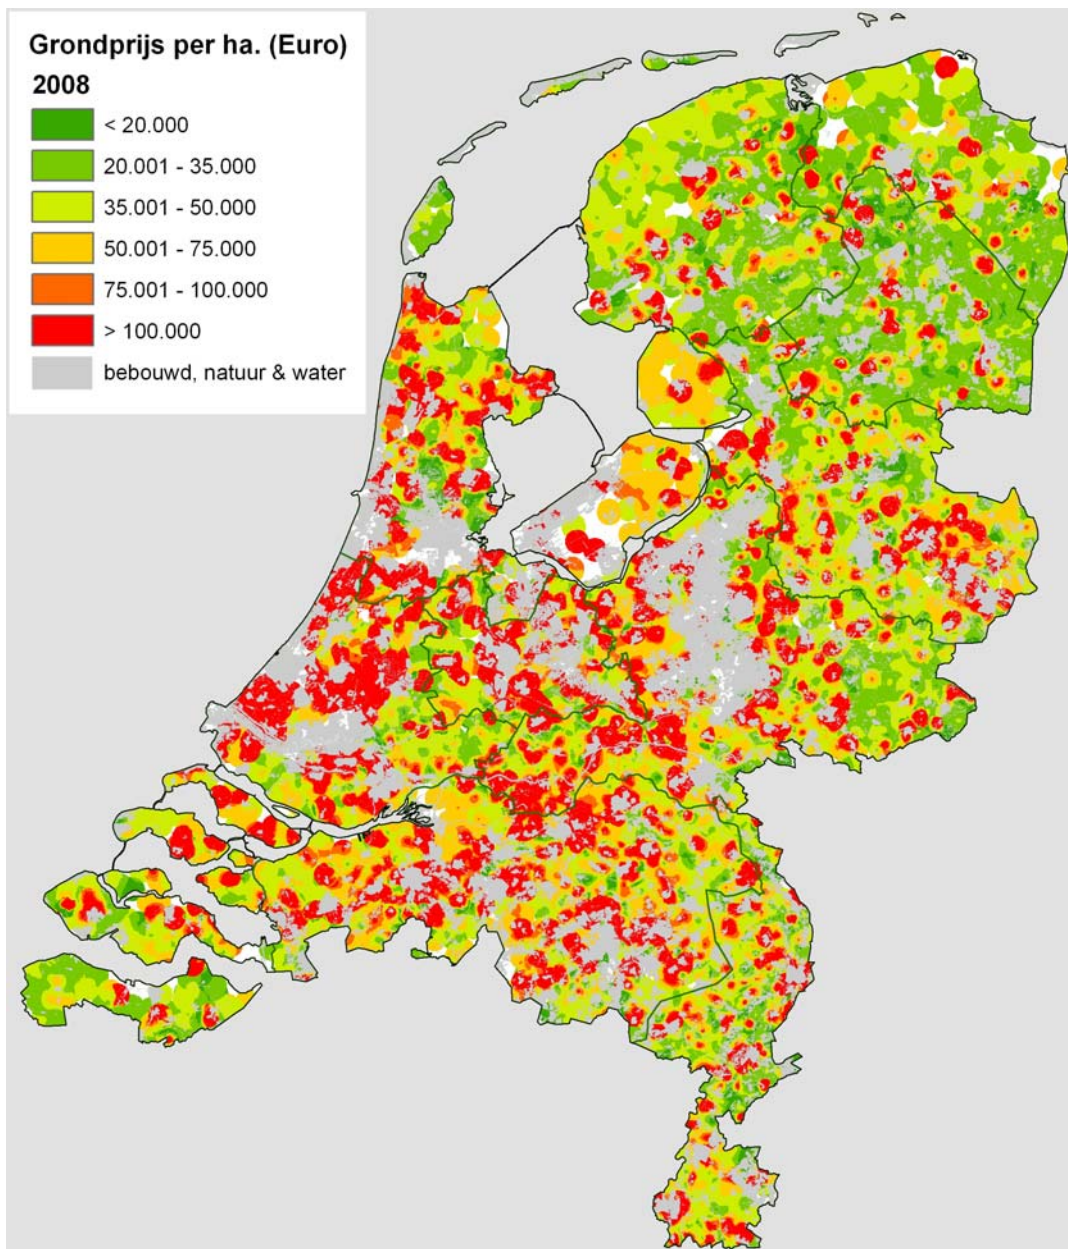 Grondprijs per ha. (Euro)
2008
< 20.000
20.001 - 35.000
35.001 - 50.000
50.001 - 75.000
75.001 - 100.000
> 100.000
bebouwd, natuur & water